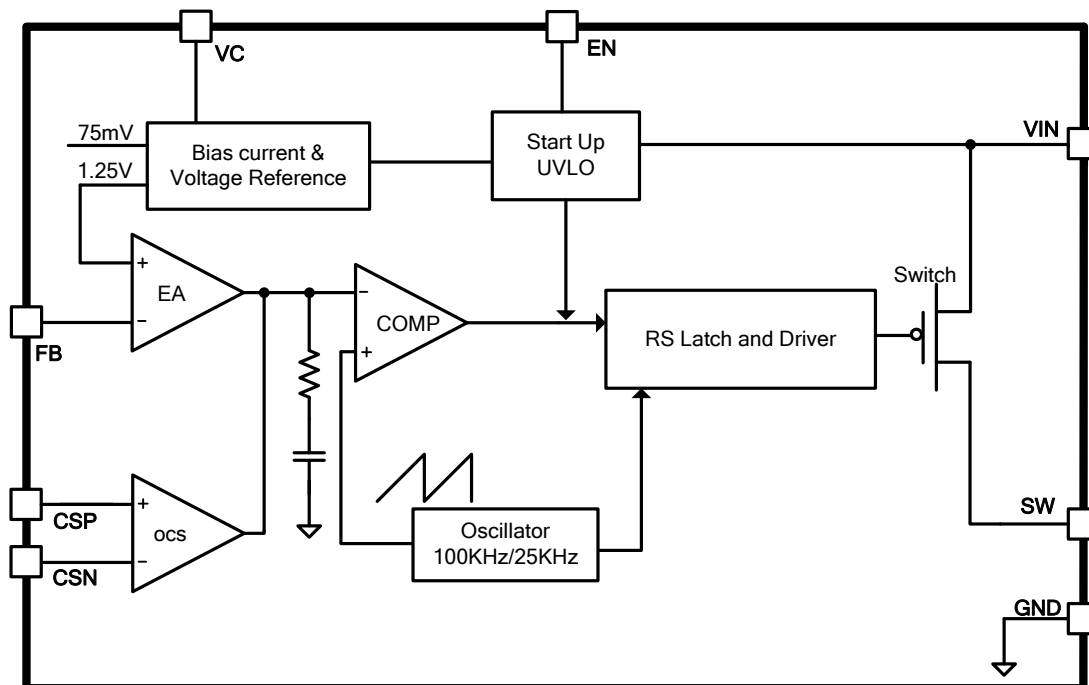 VC
EN
75mV
1.25V
Bias current &
Voltage Reference
Start Up
UVLO
VIN
+
EA
−
FB
−
COMP
+
RS Latch and Driver
Switch
CSP
+
ocs
−
CSN
Oscillator
100KHz/25KHz
SW
GND